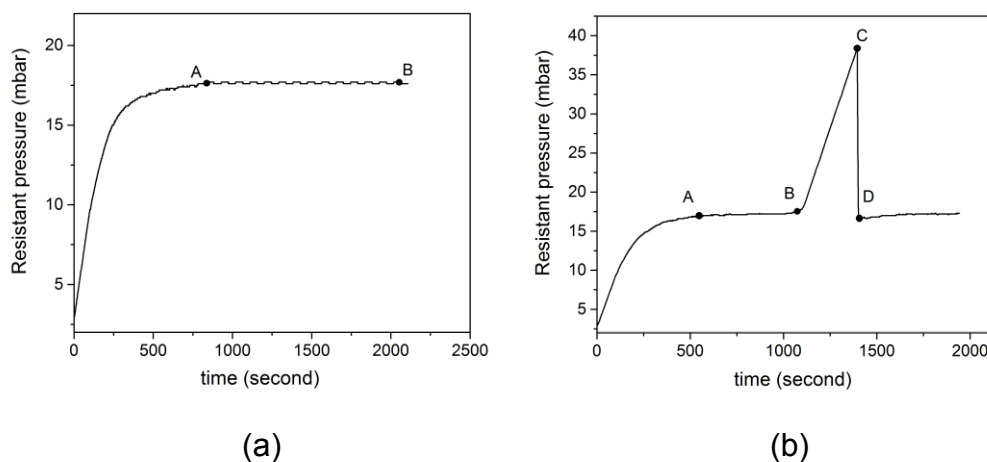 Resistant pressure (mbar)
20
15
10
5
A
B
0
500
1000
1500
2000
2500
time (second)
(a)
Resistant pressure (mbar)
40
35
30
25
20
15
10
5
A
B
C
D
0
500
1000
1500
2000
time (second)
(b)